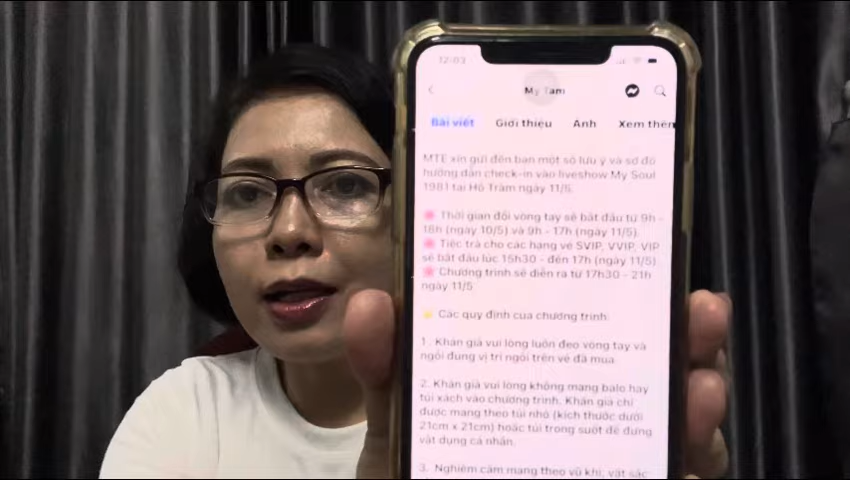 12:03
My Tam
Bài viết Giới thiệu Ảnh Xem thêm
MTE xin gửi đến bạn một số lưu ý và sơ đồ
hướng dẫn check-in vào liveshow My Soul
1981 tại Hồ Tràm ngày 11/5.
Thời gian đổi vòng tay sẽ bắt đầu từ 9h -
18h (ngày 10/5) và 9h - 17h (ngày 11/5).
Tiệc trà cho các hạng vé SVIP, VVIP, VIP
sẽ bắt đầu lúc 15h30 - đến 17h (ngày 11/5)
Chương trình sẽ diễn ra từ 17h30 - 21h
ngày 11/5
Các quy định của chương trình:
1. Khán giả vui lòng luôn đeo vòng tay và
ngồi đúng vị trí ngồi trên vé đã mua.
2. Khán giả vui lòng không mang balo hay
túi xách vào chương trình. Khán giả chỉ
được mang theo túi nhỏ (kích thước dưới
21cm x 21cm) hoặc túi trong suốt để đựng
vật dụng cá nhân.
3. Nghiêm cấm mang theo vũ khí, vật sắc